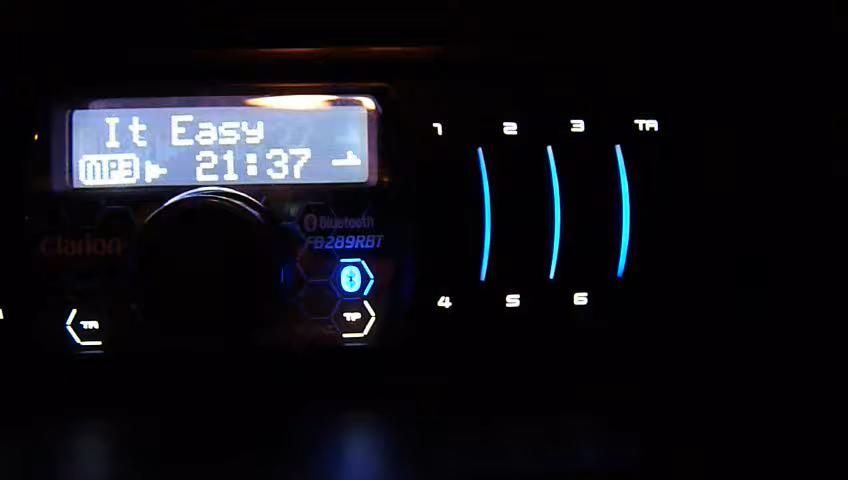 It Easy
MP3 21:37
Bluetooth
FB289RBT
Clarion
TA
TP
1 2 3 TA
4 5 6